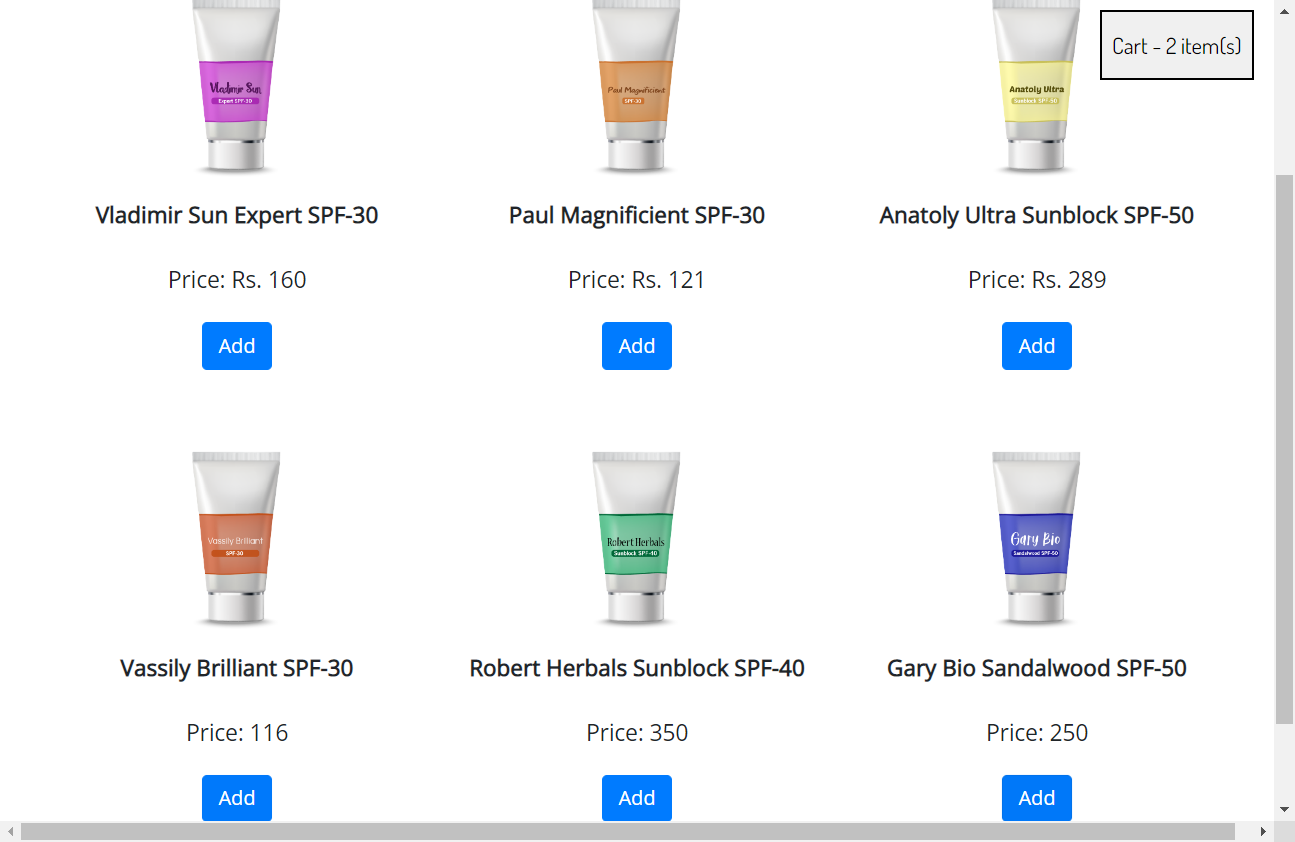 Cart - 2 item(s)
Vladimir Sun
Expert SPF-30
Paul Magnificient
SPF-30
Anatoly Ultra
Sunblock SPF-50
Vladimir Sun Expert SPF-30
Paul Magnificient SPF-30
Anatoly Ultra Sunblock SPF-50
Price: Rs. 160
Price: Rs. 121
Price: Rs. 289
Add
Add
Add
Vassily Brilliant
SPF-30
Robert Herbals
Sunblock SPF-40
Gary Bio
Sandalwood SPF-50
Vassily Brilliant SPF-30
Robert Herbals Sunblock SPF-40
Gary Bio Sandalwood SPF-50
Price: 116
Price: 350
Price: 250
Add
Add
Add